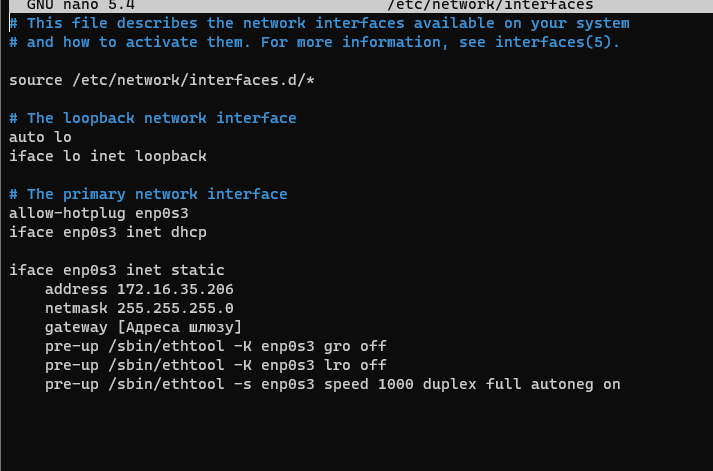 GNU nano 5.4 /etc/network/interfaces
# This file describes the network interfaces available on your system
# and how to activate them. For more information, see interfaces(5).
source /etc/network/interfaces.d/*
# The loopback network interface
auto lo
iface lo inet loopback
# The primary network interface
allow-hotplug enp0s3
iface enp0s3 inet dhcp
iface enp0s3 inet static
address 172.16.35.206
netmask 255.255.255.0
gateway [Адреса шлюзу]
pre-up /sbin/ethtool -K enp0s3 gro off
pre-up /sbin/ethtool -K enp0s3 lro off
pre-up /sbin/ethtool -s enp0s3 speed 1000 duplex full autoneg on